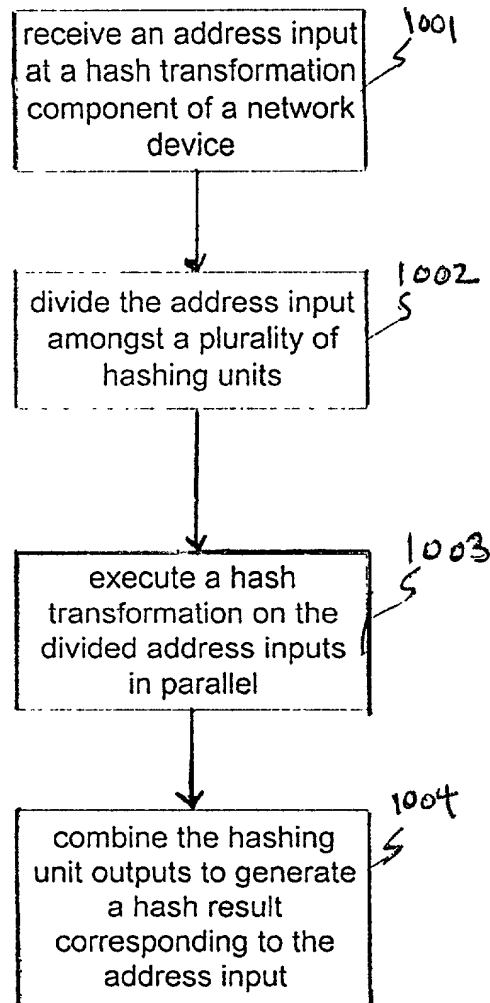 receive an address input
at a hash transformation
component of a network
device
1001
divide the address input
amongst a plurality of
hashing units
1002
execute a hash
transformation on the
divided address inputs
in parallel
1003
combine the hashing
unit outputs to generate
a hash result
corresponding to the
address input
1004